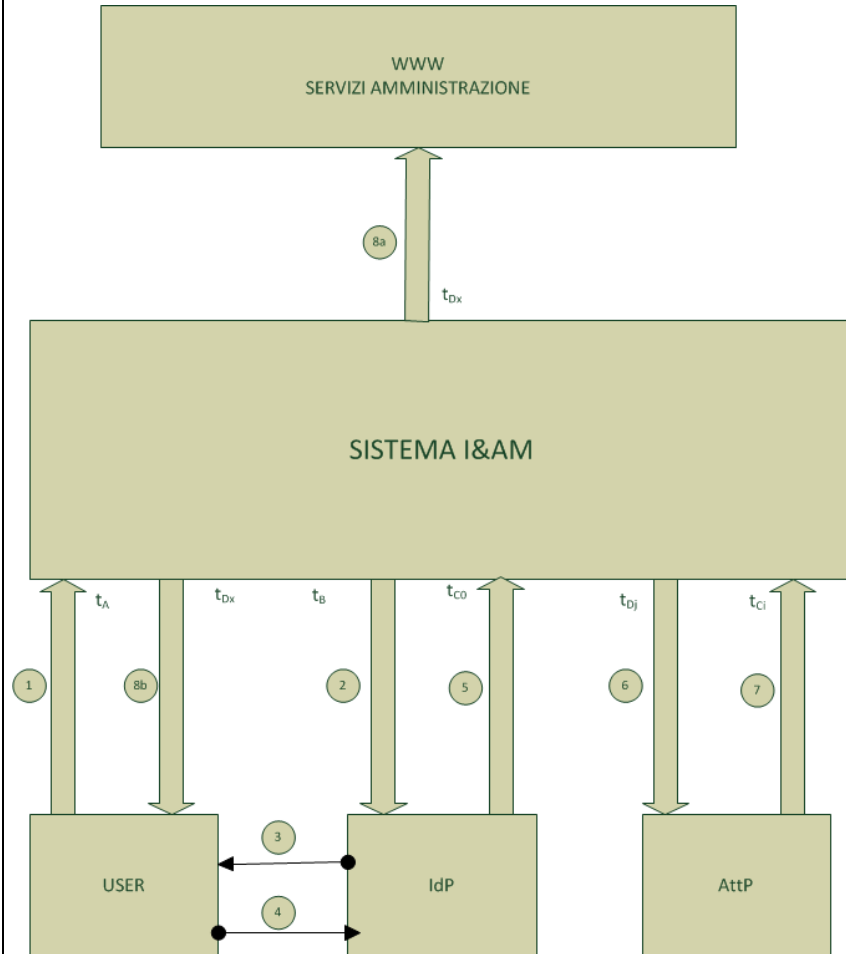 WWW
SERVIZI AMMINISTRAZIONE
8a
tDx
SISTEMA I&AM
tA
tDx
tB
tC0
tDj
tCi
1
8b
2
5
6
7
3
4
USER
IdP
AttP